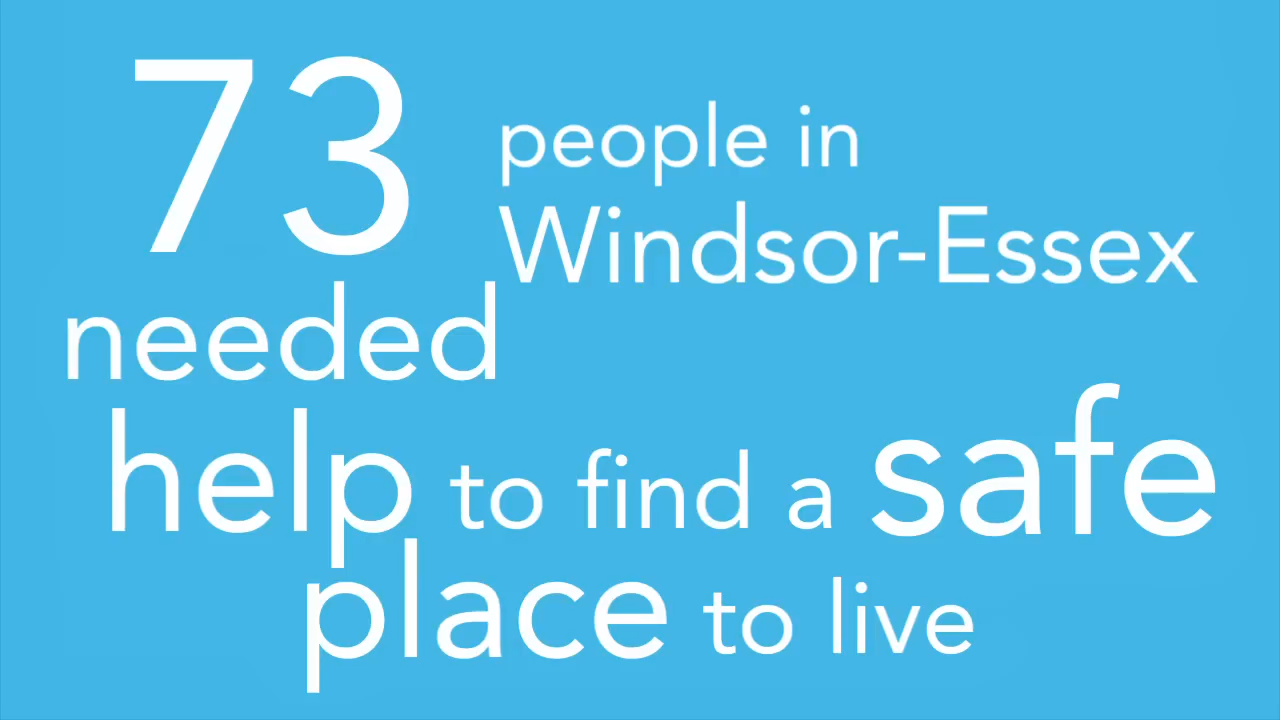 73 people in
Windsor-Essex
needed
help to find a safe
place to live